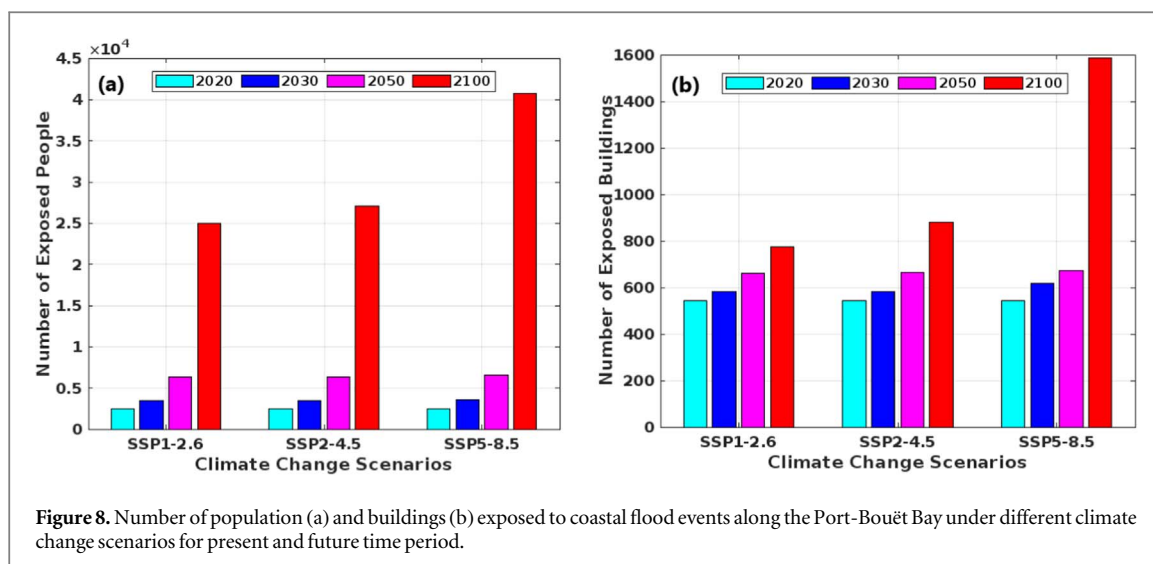 ×10⁴
4.5
4
3.5
3
2.5
2
1.5
1
0.5
0
(a)
2020 2030 2050 2100
Number of Exposed People
SSP1-2.6 SSP2-4.5 SSP5-8.5
Climate Change Scenarios
1600
1400
1200
1000
800
600
400
200
0
(b)
2020 2030 2050 2100
Number of Exposed Buildings
SSP1-2.6 SSP2-4.5 SSP5-8.5
Climate Change Scenarios
Figure 8. Number of population (a) and buildings (b) exposed to coastal flood events along the Port-Bouët Bay under different climate
change scenarios for present and future time period.